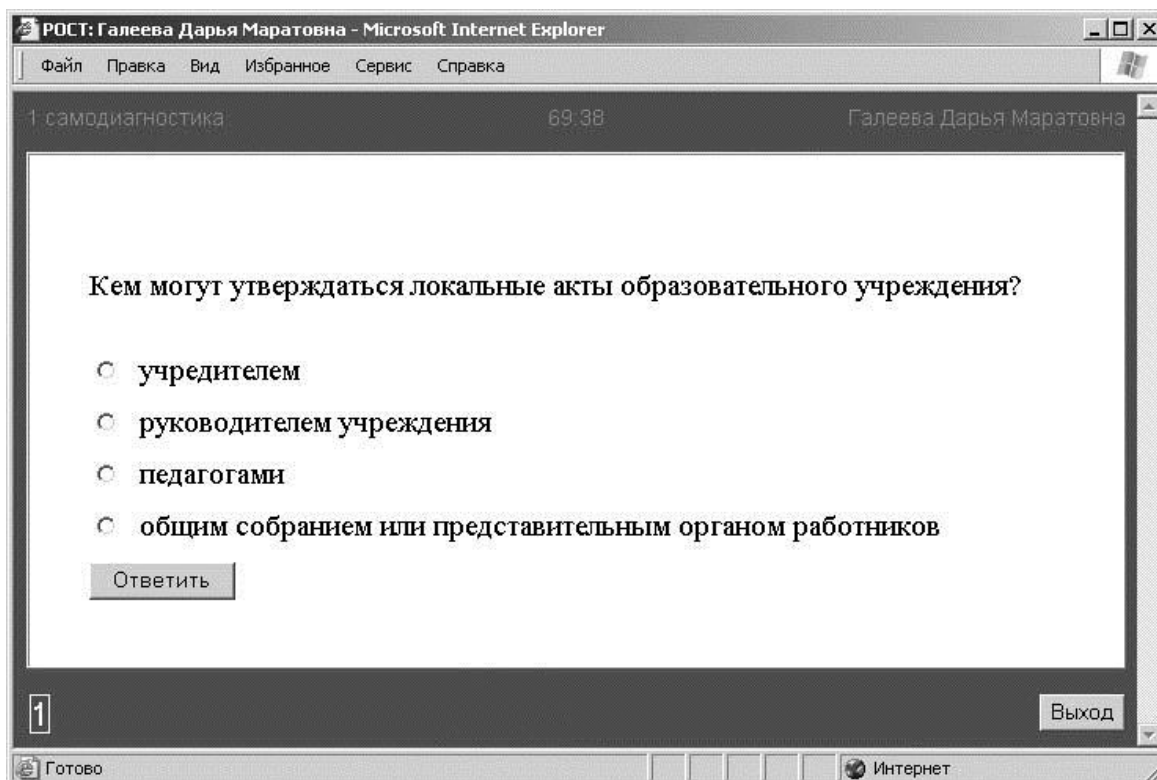 РОСТ: Галеева Дарья Маратовна - Microsoft Internet Explorer
Файл Правка Вид Избранное Сервис Справка
1 самодиагностика 69:38 Галеева Дарья Маратовна
Кем могут утверждаться локальные акты образовательного учреждения?
учредителем
руководителем учреждения
педагогами
общим собранием или представительным органом работников
Ответить
1
Выход
Готово Интернет